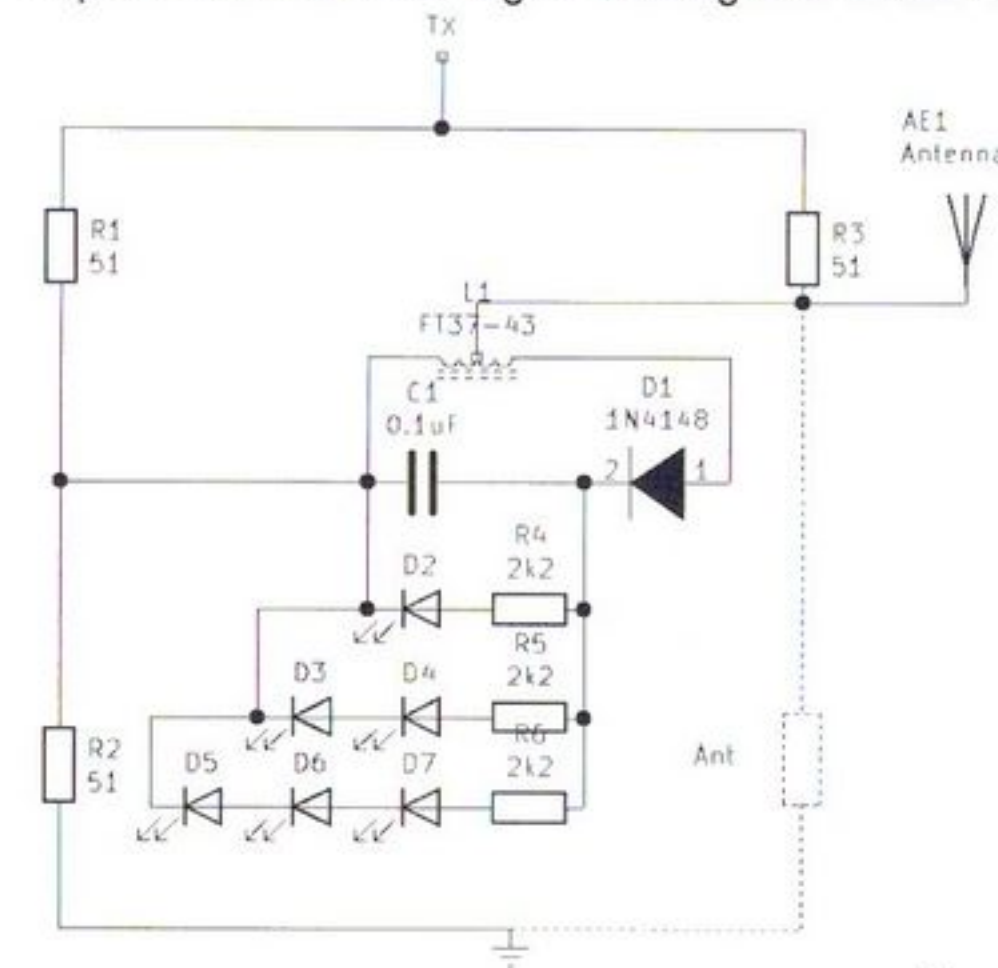 TX
AE1
Antenna
R1
51
R3
51
L1
FT37-43
C1
0.1uF
D1
1N4148
2
1
R4
2k2
D2
R5
2k2
D3
D4
R6
2k2
D5
D6
D7
R2
51
Ant